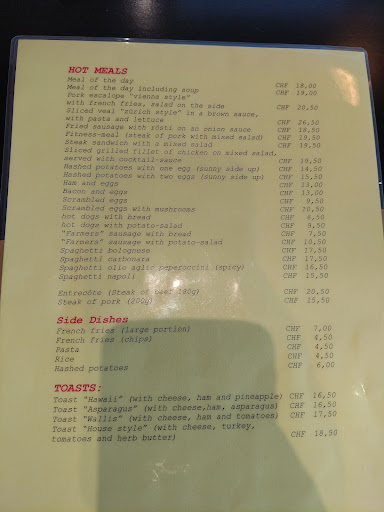 HOT MEALS
Meal of the day CHF 18,00
Meal of the day including soup CHF 19,00
Pork escalope "vienna style"
with french fries, salad on the side CHF 20,50
Sliced veal "zürich style" in a brown sauce,
with pasta and lettuce CHF 26,50
Fried sausage with rösti on an onion sauce CHF 18,50
Fitness-meal (steak of pork with mixed salad) CHF 19,50
Steak sandwich with a mixed salad CHF 19,50
Sliced grilled fillet of chicken on mixed salad,
served with cocktail-sauce CHF 19,50
Hashed potatoes with one egg (sunny side up) CHF 14,50
Hashed potatoes with two eggs (sunny side up) CHF 15,50
Ham and eggs CHF 13,00
Bacon and eggs CHF 13,00
Scrambled eggs CHF 9,50
Scrambled eggs with mushrooms CHF 10,50
hot dogs with bread CHF 6,50
hot dogs with potato-salad CHF 9,50
"Farmers" sausage with bread CHF 7,50
"Farmers" sausage with potato-salad CHF 10,50
Spaghetti bolognese CHF 17,50
Spaghetti carbonara CHF 17,50
Spaghetti olio aglio peperoncini (spicy) CHF 16,50
Spaghetti napoli CHF 15,50
Entrecôte (Steak of beef 180g) CHF 20,50
Steak of pork (200g) CHF 15,50
Side Dishes
French fries (large portion) CHF 7,00
French fries (chips) CHF 4,50
Pasta CHF 4,50
Rice CHF 4,50
Hashed potatoes CHF 6,00
TOASTS:
Toast "Hawaii" (with cheese, ham and pineapple) CHF 16,50
Toast "Asparagus" (with cheese,ham, asparagus) CHF 16,50
Toast "Wallis" (with cheese, ham and tomatoes) CHF 17,50
Toast "House style" (with cheese, turkey,
tomatoes and herb butter) CHF 18,50